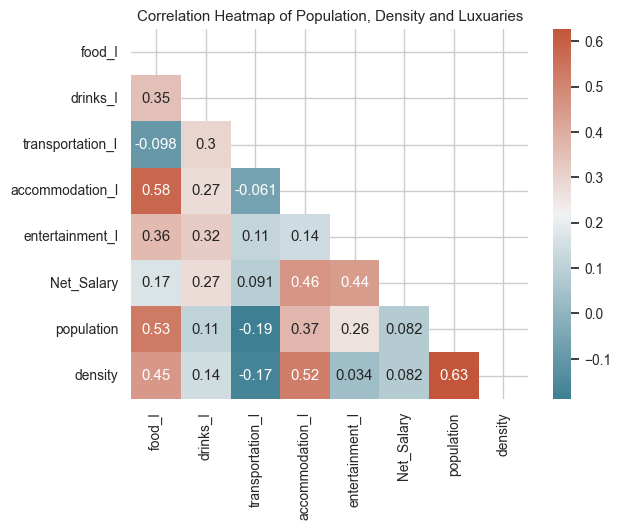 Correlation Heatmap of Population, Density and Luxuaries
food_l
drinks_l
0.35
transportation_l
-0.098
0.3
accommodation_l
0.58
0.27
-0.061
entertainment_l
0.36
0.32
0.11
0.14
Net_Salary
0.17
0.27
0.091
0.46
0.44
population
0.53
0.11
-0.19
0.37
0.26
0.082
density
0.45
0.14
-0.17
0.52
0.034
0.082
0.63
food_l
drinks_l
transportation_l
accommodation_l
entertainment_l
Net_Salary
population
density
0.6
0.5
0.4
0.3
0.2
0.1
0.0
−0.1